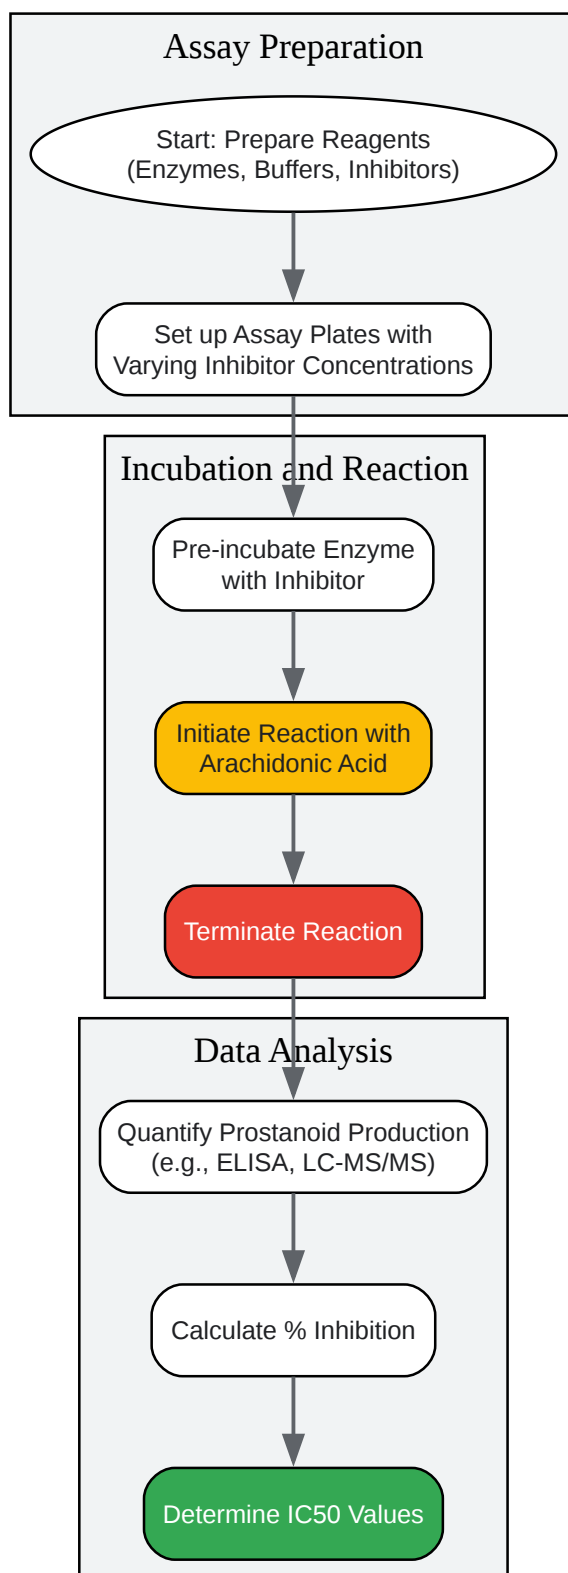 Assay Preparation
Start: Prepare Reagents
(Enzymes, Buffers, Inhibitors)
Set up Assay Plates with
Varying Inhibitor Concentrations
Incubation and Reaction
Pre-incubate Enzyme
with Inhibitor
Initiate Reaction with
Arachidonic Acid
Terminate Reaction
Data Analysis
Quantify Prostanoid Production
(e.g., ELISA, LC-MS/MS)
Calculate % Inhibition
Determine IC50 Values